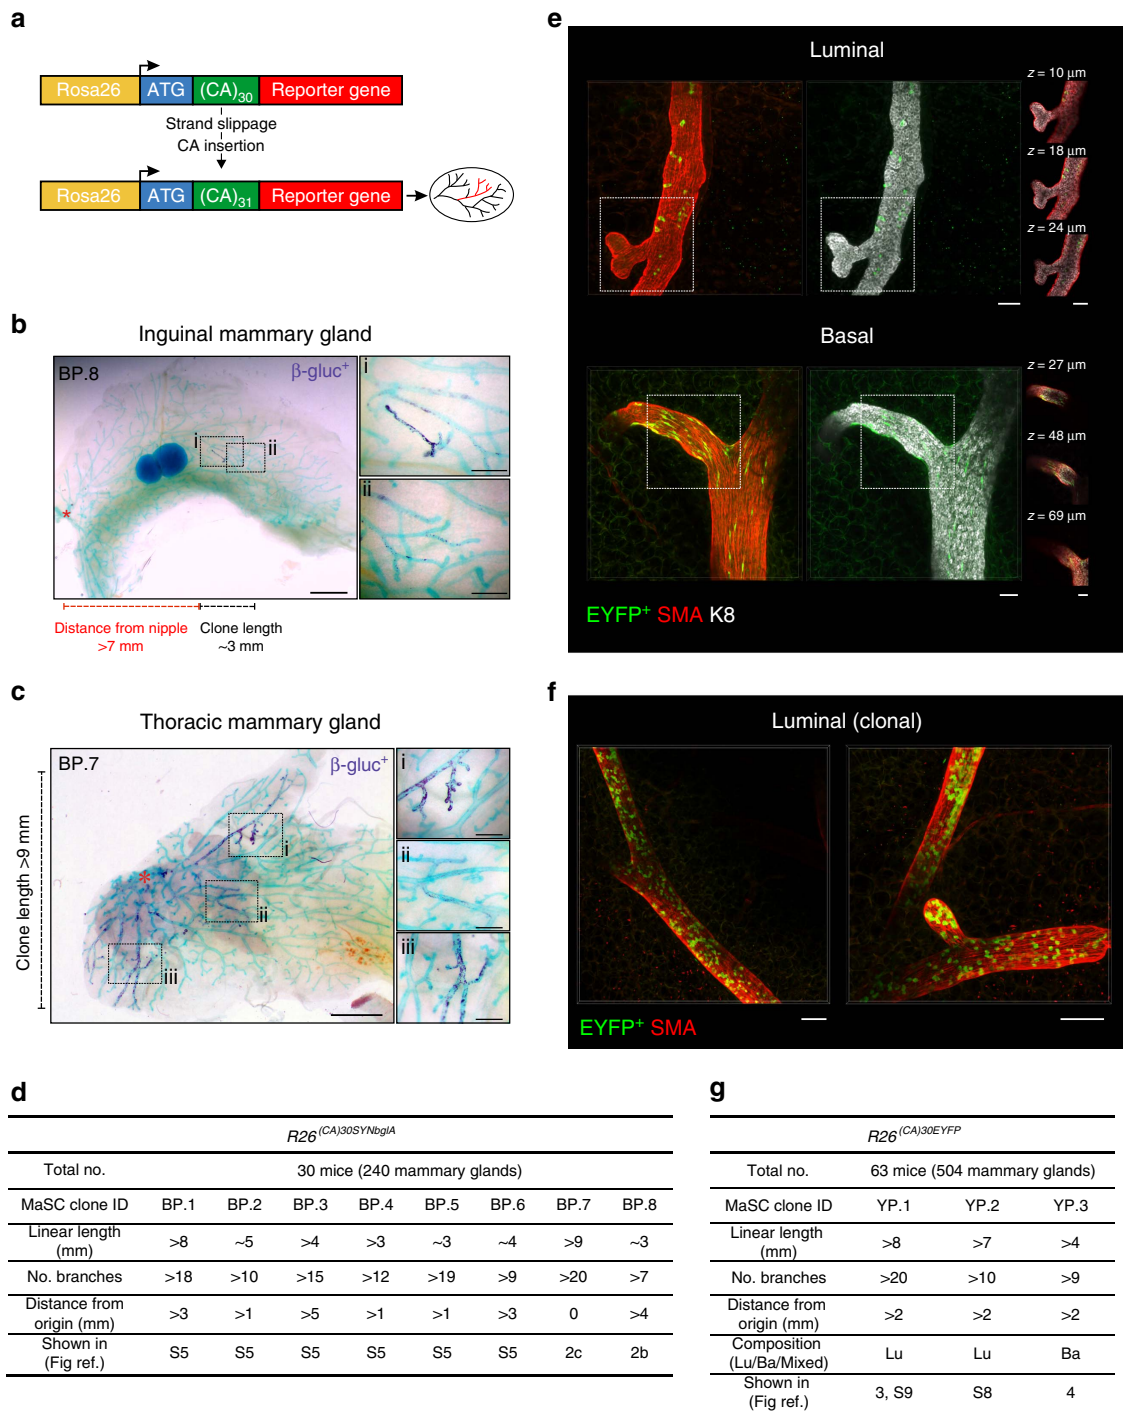 a
Rosa26 ATG (CA)30 Reporter gene
Strand slippage
CA insertion
Rosa26 ATG (CA)31 Reporter gene
b
Inguinal mammary gland
BP.8
β-gluc+
i
ii
*
i
ii
Distance from nipple
>7 mm
Clone length
~3 mm
c
Thoracic mammary gland
BP.7
β-gluc+
Clone length >9 mm
*
i
ii
iii
i
ii
iii
d
R26(CA)30SYNbglA
Total no. 30 mice (240 mammary glands)
MaSC clone ID BP.1 BP.2 BP.3 BP.4 BP.5 BP.6 BP.7 BP.8
Linear length
(mm) >8 ~5 >4 >3 ~3 ~4 >9 ~3
No. branches >18 >10 >15 >12 >19 >9 >20 >7
Distance from
origin (mm) >3 >1 >5 >1 >1 >3 0 >4
Shown in
(Fig ref.) S5 S5 S5 S5 S5 S5 2c 2b
e
Luminal
z = 10 μm
z = 18 μm
z = 24 μm
Basal
z = 27 μm
z = 48 μm
z = 69 μm
EYFP+ SMA K8
f
Luminal (clonal)
EYFP+ SMA
g
R26(CA)30EYFP
Total no. 63 mice (504 mammary glands)
MaSC clone ID YP.1 YP.2 YP.3
Linear length
(mm) >8 >7 >4
No. branches >20 >10 >9
Distance from
origin (mm) >2 >2 >2
Composition
(Lu/Ba/Mixed) Lu Lu Ba
Shown in
(Fig ref.) 3, S9 S8 4